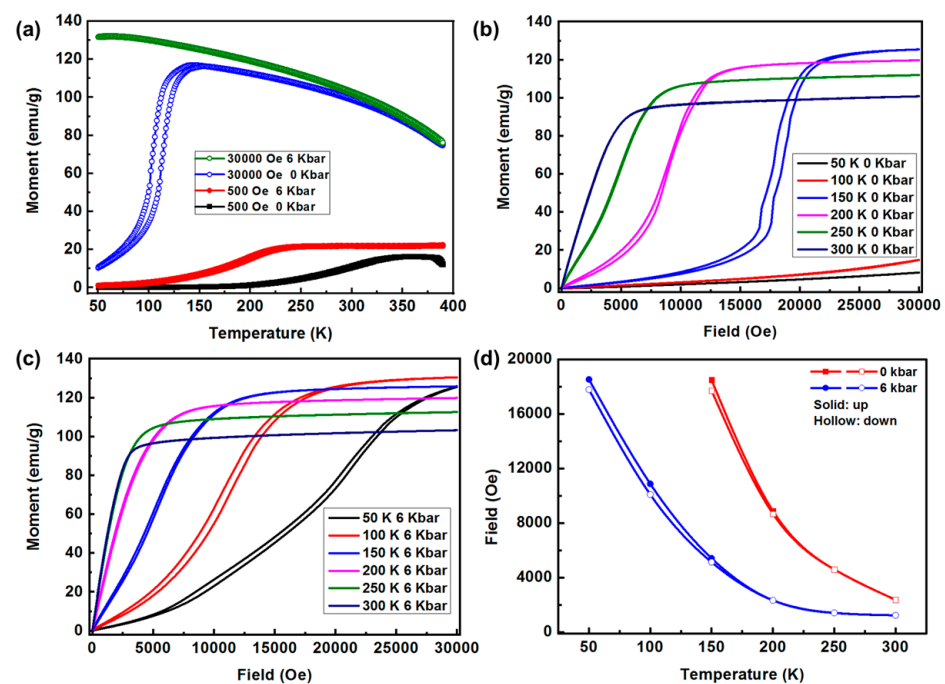 (a)
140
120
100
80
60
40
20
0
Moment (emu/g)
30000 Oe 6 Kbar
30000 Oe 0 Kbar
500 Oe 6 Kbar
500 Oe 0 Kbar
50 100 150 200 250 300 350 400
Temperature (K)
(b)
140
120
100
80
60
40
20
0
Moment (emu/g)
50 K 0 Kbar
100 K 0 Kbar
150 K 0 Kbar
200 K 0 Kbar
250 K 0 Kbar
300 K 0 Kbar
0 5000 10000 15000 20000 25000 30000
Field (Oe)
(c)
140
120
100
80
60
40
20
0
Moment (emu/g)
50 K 6 Kbar
100 K 6 Kbar
150 K 6 Kbar
200 K 6 Kbar
250 K 6 Kbar
300 K 6 Kbar
0 5000 10000 15000 20000 25000 30000
Field (Oe)
(d)
20000
16000
12000
8000
4000
0
Field (Oe)
0 kbar
6 kbar
Solid: up
Hollow: down
50 100 150 200 250 300
Temperature (K)